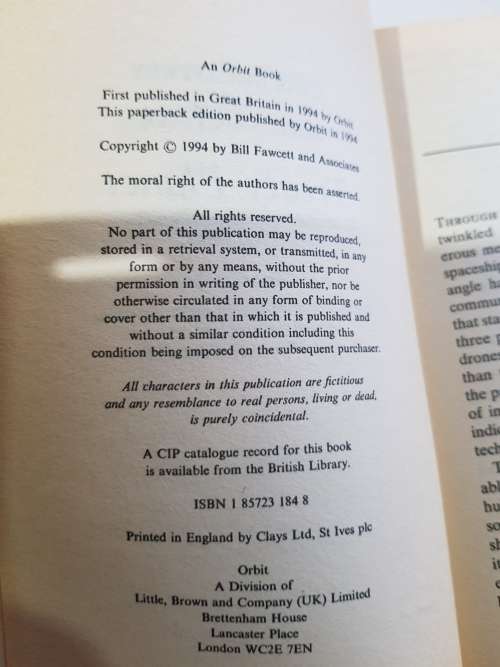 An Orbit Book
First published in Great Britain in 1994 by Orbit
This paperback edition published by Orbit in 1994
Copyright © 1994 by Bill Fawcett and Associates
The moral right of the authors has been asserted.
All rights reserved.
No part of this publication may be reproduced,
stored in a retrieval system, or transmitted, in any
form or by any means, without the prior
permission in writing of the publisher, nor be
otherwise circulated in any form of binding or
cover other than that in which it is published and
without a similar condition including this
condition being imposed on the subsequent purchaser.
All characters in this publication are fictitious
and any resemblance to real persons, living or dead,
is purely coincidental.
A CIP catalogue record for this book
is available from the British Library.
ISBN 1 85723 184 8
Printed in England by Clays Ltd, St Ives plc
Orbit
A Division of
Little, Brown and Company (UK) Limited
Brettenham House
Lancaster Place
London WC2E 7EN
THROUGH
twinkled
erous
spaceship
angle
that
three
drones
than
the
of